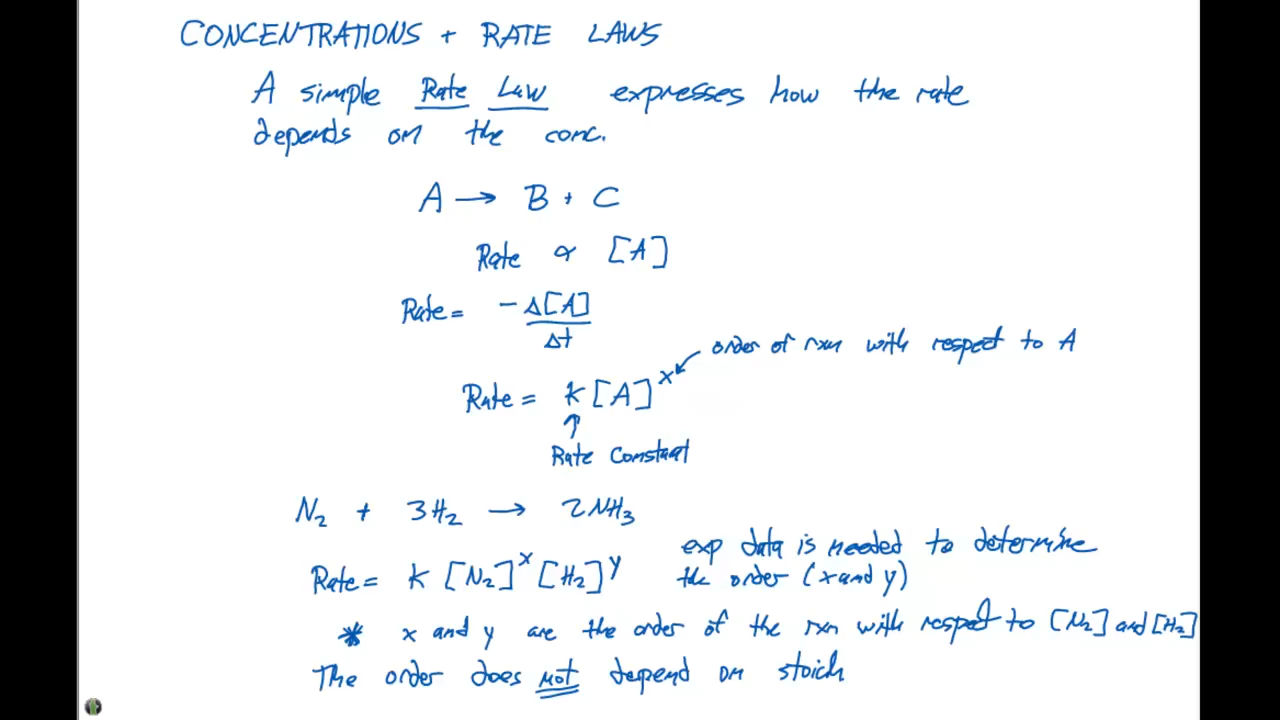 CONCENTRATIONS + RATE LAWS
A simple Rate Law expresses how the rate
depends on the conc.
A → B + C
Rate ∝ [A]
Rate = -Δ[A]/Δt
order of rxn with respect to A
Rate = k[A]^x
↑
Rate Constant
N₂ + 3H₂ → 2NH₃
exp data is needed to determine
Rate = k [N₂]^x [H₂]^y the order (x and y)
* x and y are the order of the rxn with respect to [N₂] and [H₂]
The order does not depend on stoich